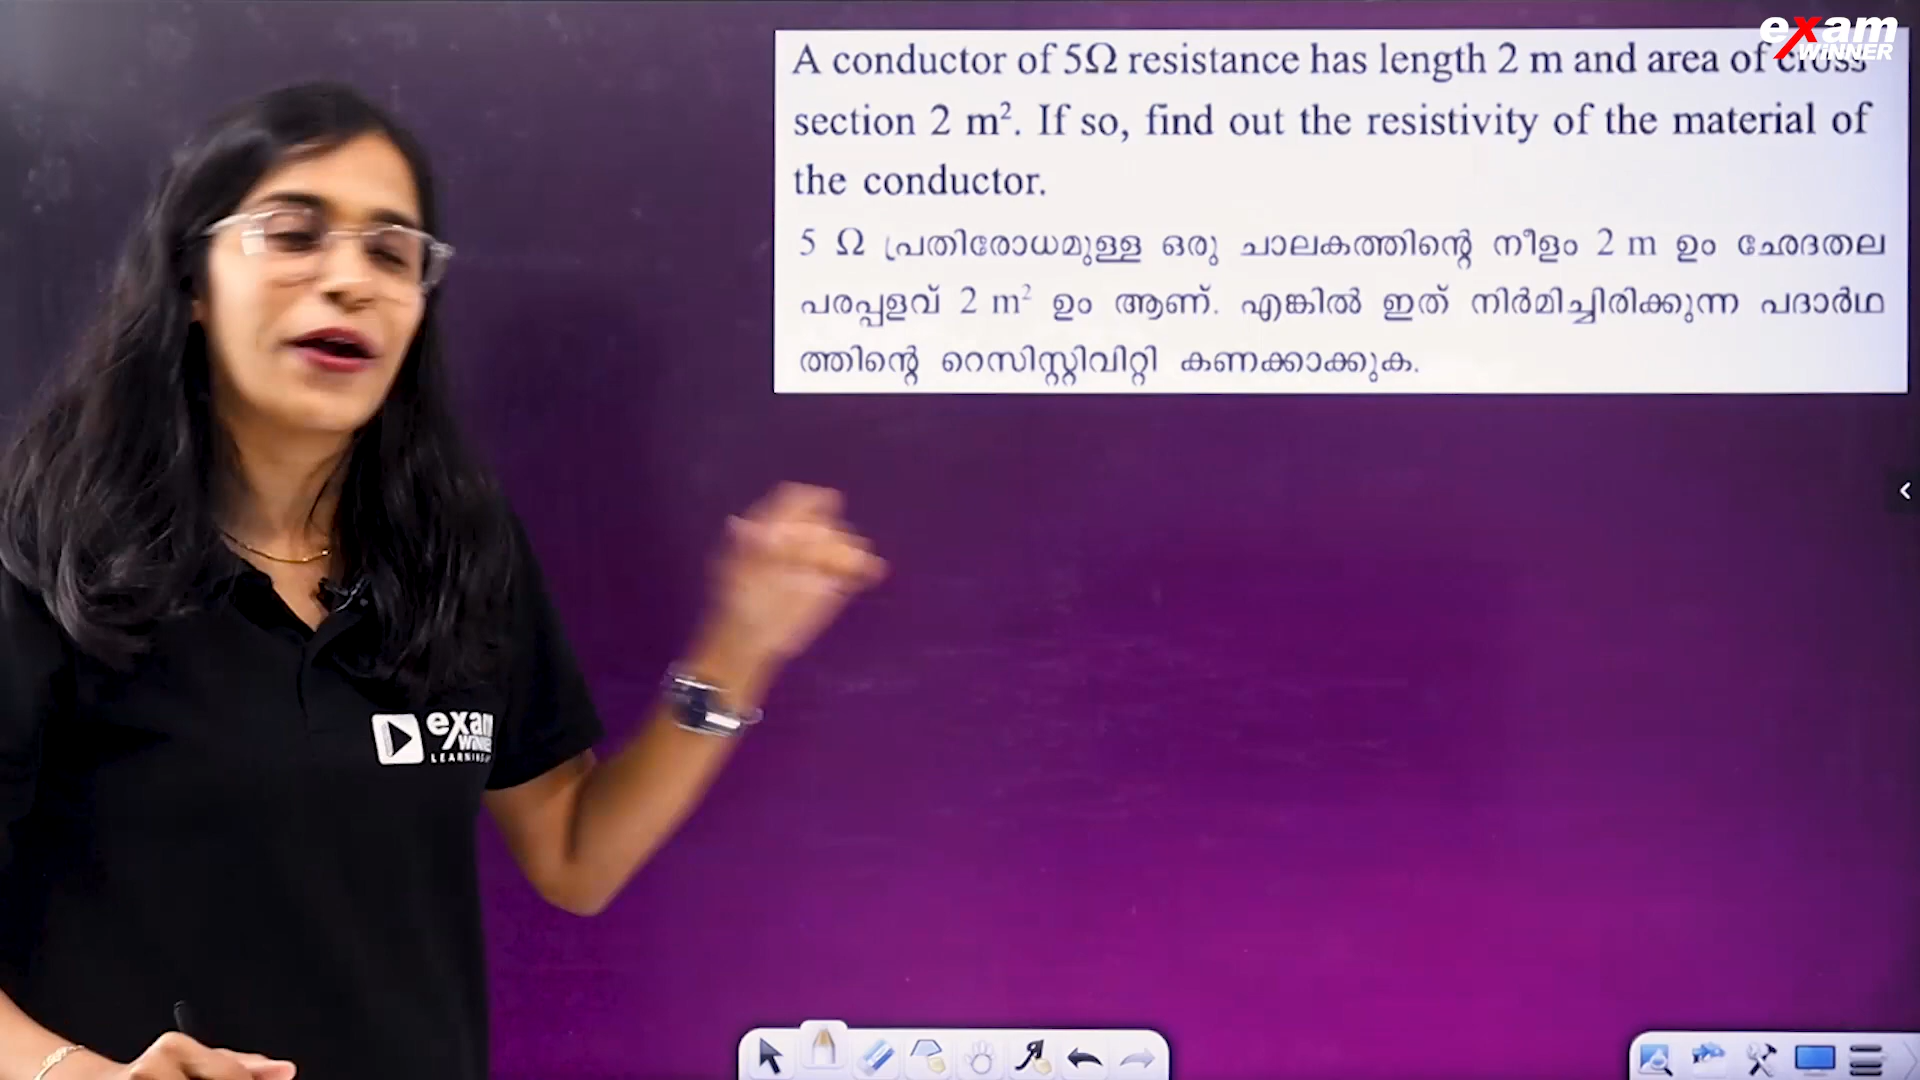 exam
WINNER
A conductor of 5Ω resistance has length 2 m and area of cross
section 2 m². If so, find out the resistivity of the material of
the conductor.
5 Ω പ്രതിരോധമുള്ള ഒരു ചാലകത്തിന്റെ നീളം 2 m ഉം ഛേദതല
പരപ്പളവ് 2 m² ഉം ആണ്. എങ്കിൽ ഇത് നിർമിച്ചിരിക്കുന്ന പദാർഥ
ത്തിന്റെ റെസിസ്റ്റിവിറ്റി കണക്കാക്കുക.
exam
WINNER